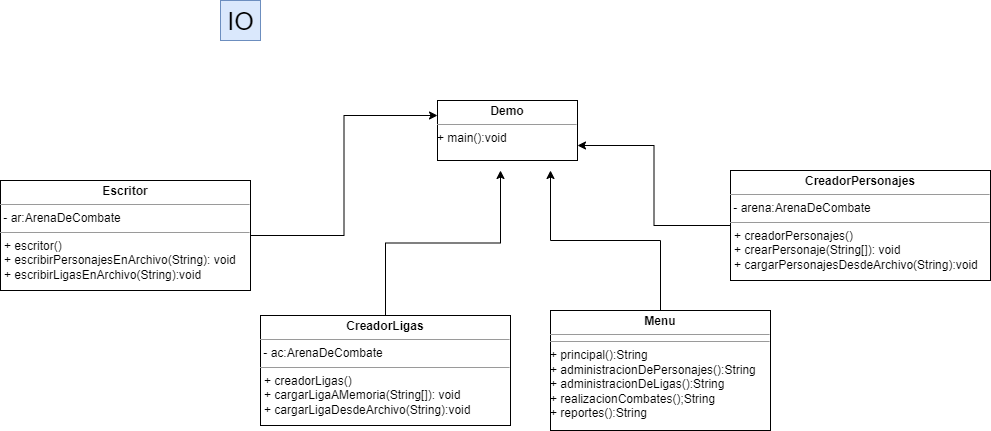 IO
Demo
+ main():void
Escritor
- ar:ArenaDeCombate
+ escritor()
+ escribirPersonajesEnArchivo(String): void
+ escribirLigasEnArchivo(String):void
CreadorPersonajes
- arena:ArenaDeCombate
+ creadorPersonajes()
+ crearPersonaje(String[]): void
+ cargarPersonajesDesdeArchivo(String):void
CreadorLigas
- ac:ArenaDeCombate
+ creadorLigas()
+ cargarLigaAMemoria(String[]): void
+ cargarLigaDesdeArchivo(String):void
Menu
+ principal():String
+ administracionDePersonajes():String
+ administracionDeLigas():String
+ realizacionCombates();String
+ reportes():String